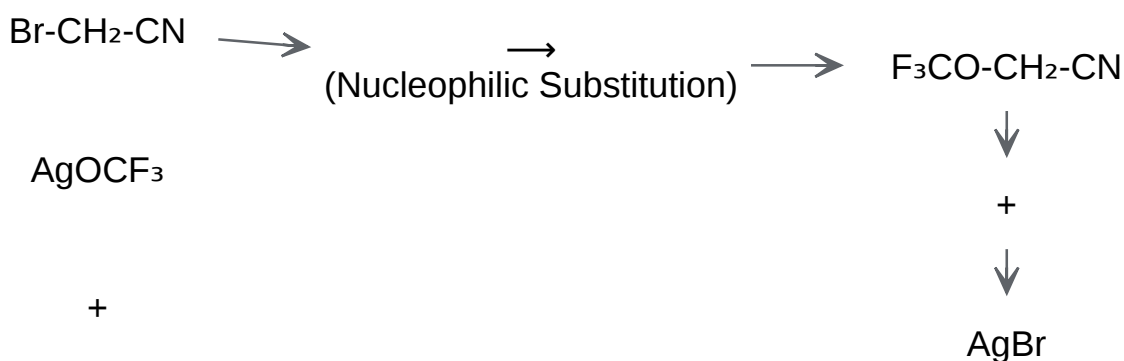 Br-CH₂-CN
AgOCF₃
+
⟶
(Nucleophilic Substitution)
F₃CO-CH₂-CN
+
AgBr